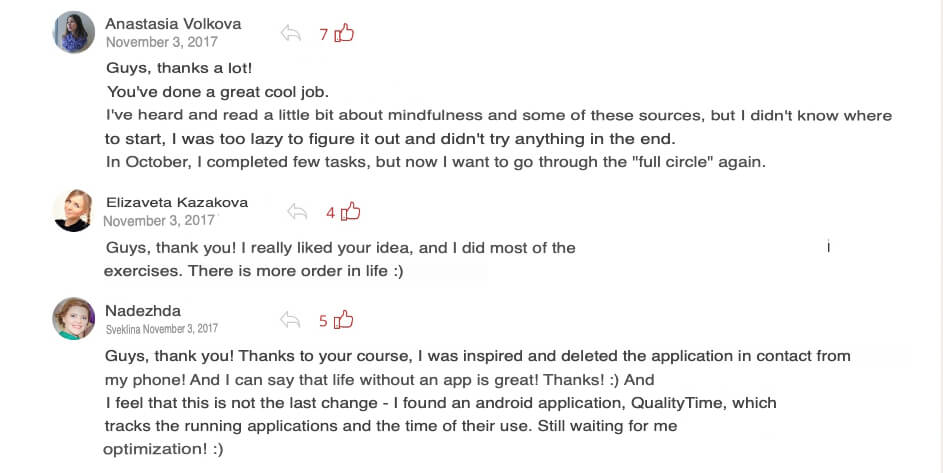 Anastasia Volkova
November 3, 2017
7
Guys, thanks a lot!
You've done a great cool job.
I've heard and read a little bit about mindfulness and some of these sources, but I didn't know where
to start, I was too lazy to figure it out and didn't try anything in the end.
In October, I completed few tasks, but now I want to go through the "full circle" again.
Elizaveta Kazakova
November 3, 2017
4
Guys, thank you! I really liked your idea, and I did most of the
exercises. There is more order in life :)
i
Nadezhda
Sveklina November 3, 2017
5
Guys, thank you! Thanks to your course, I was inspired and deleted the application in contact from
my phone! And I can say that life without an app is great! Thanks! :) And
I feel that this is not the last change - I found an android application, QualityTime, which
tracks the running applications and the time of their use. Still waiting for me
optimization! :)